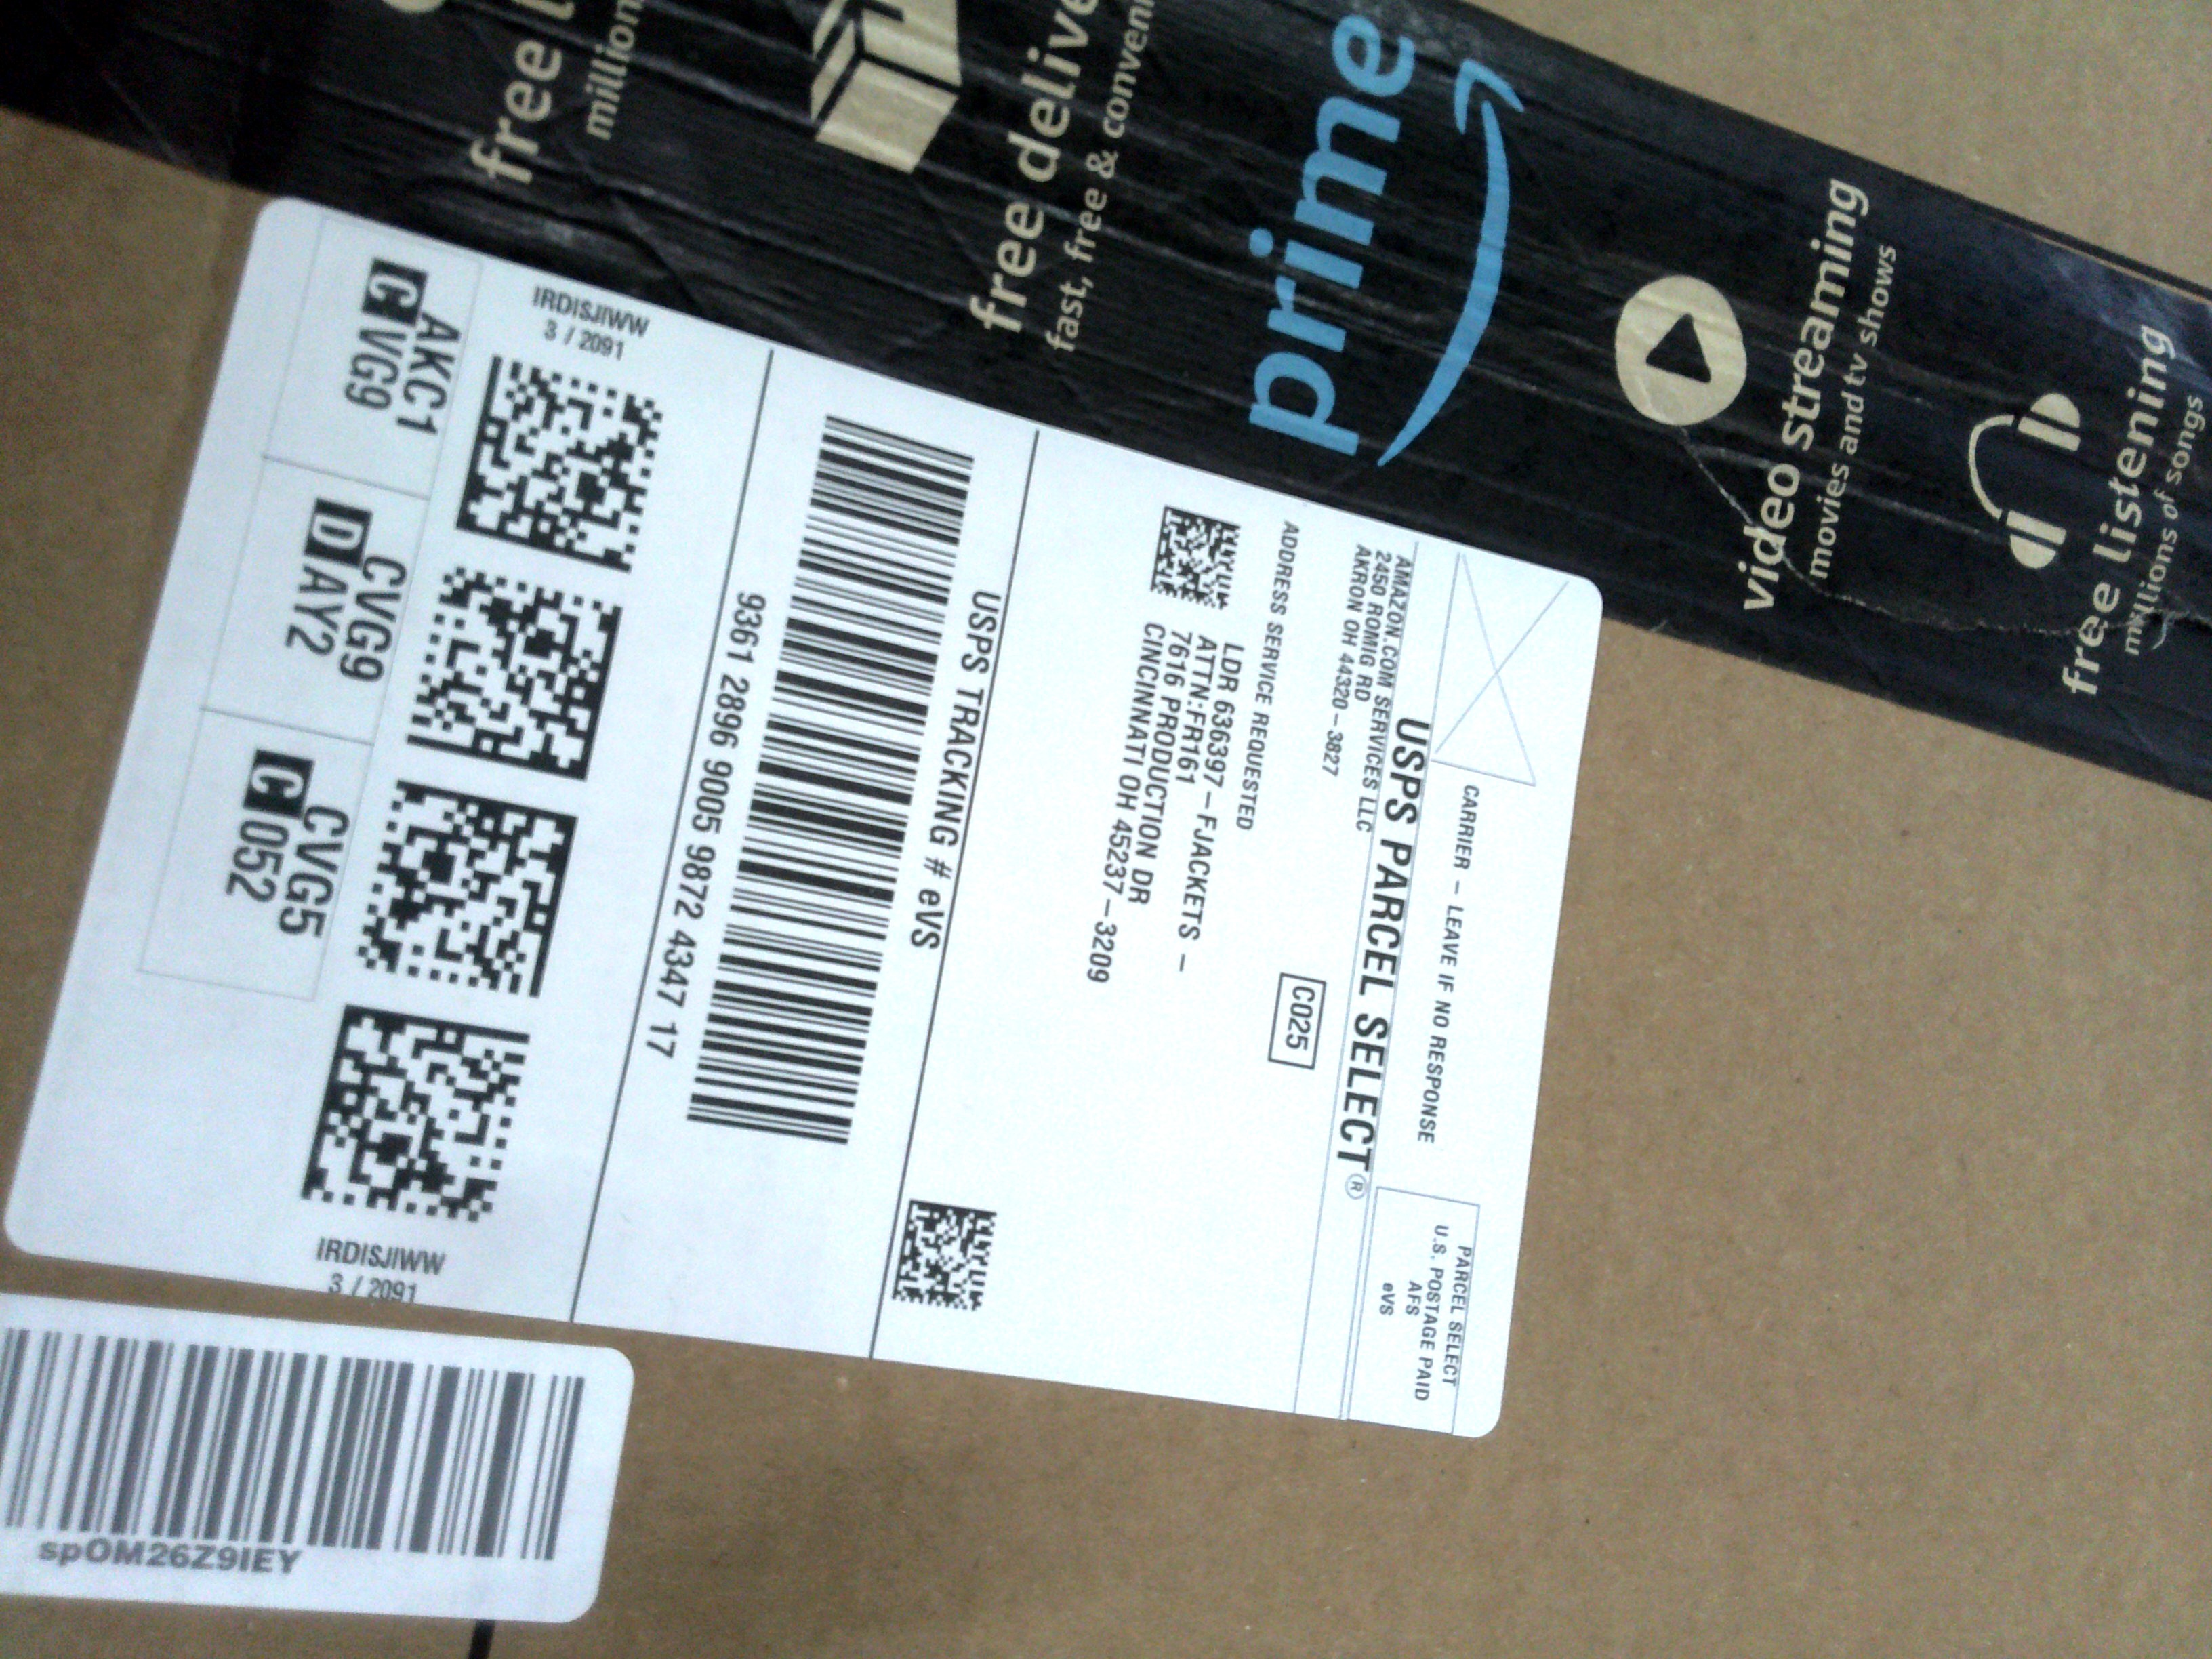 CARRIER – LEAVE IF NO RESPONSE
PARCEL SELECT
U.S. POSTAGE PAID
AFS
eVS
USPS PARCEL SELECT®
AMAZON.COM SERVICES LLC
2450 ROMIG RD
AKRON OH 44320–3827
C025
ADDRESS SERVICE REQUESTED
LDR 636397–FJACKETS –
ATTN:FR161
7616 PRODUCTION DR
CINCINNATI OH 45237–3209
USPS TRACKING # eVS
9361 2896 9005 9872 4347 17
IRDISJIWW
3 / 2091
IRDISJIWW
3 / 2091
AKC1
C VG9
CVG9
D AY2
CVG5
C 052
spOM26Z9IEY
free
million
free delive
fast, free & conveni
prime
video streaming
movies and tv shows
free listening
millions of songs